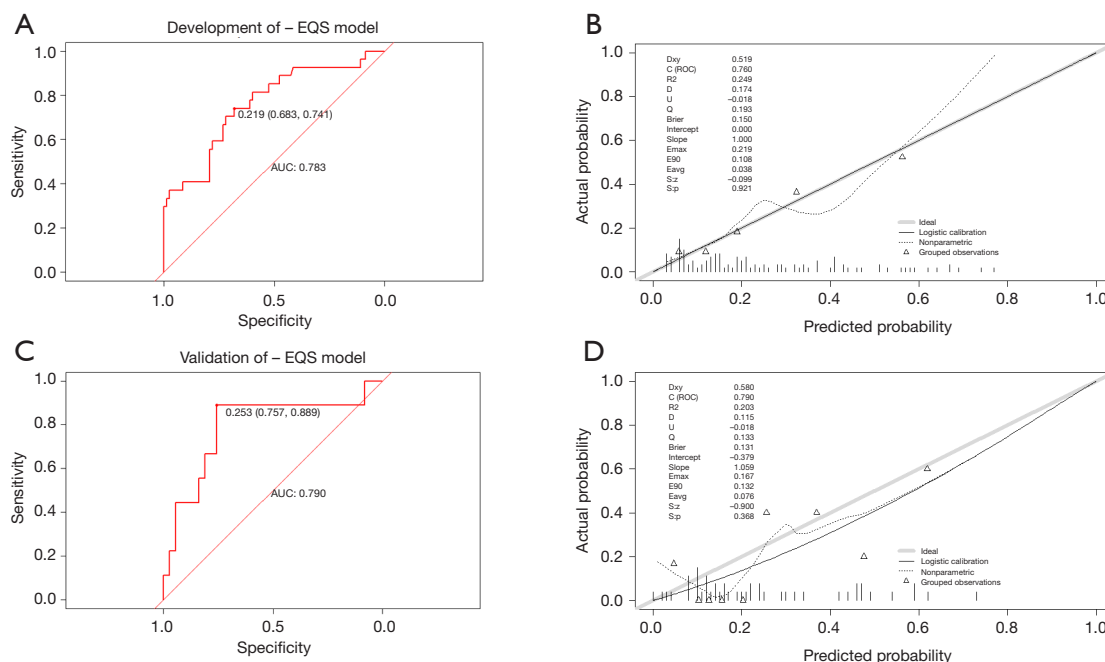 A
Development of – EQS model
1.0
0.8
0.6
0.4
0.2
0.0
Sensitivity
0.219 (0.683, 0.741)
AUC: 0.783
1.0 0.5 0.0
Specificity
B
1.0
0.8
0.6
0.4
0.2
0.0
Actual probability
Dxy 0.519
C (ROC) 0.760
R2 0.249
D 0.174
U –0.018
Q 0.193
Brier 0.150
Intercept 0.000
Slope 1.000
Emax 0.219
E90 0.108
Eavg 0.038
S:z –0.099
S:p 0.921
Ideal
Logistic calibration
Nonparametric
Grouped observations
0.0 0.2 0.4 0.6 0.8 1.0
Predicted probability
C
Validation of – EQS model
1.0
0.8
0.6
0.4
0.2
0.0
Sensitivity
0.253 (0.757, 0.889)
AUC: 0.790
1.0 0.5 0.0
Specificity
D
1.0
0.8
0.6
0.4
0.2
0.0
Actual probability
Dxy 0.580
C (ROC) 0.790
R2 0.203
D 0.115
U –0.018
Q 0.133
Brier 0.131
Intercept –0.379
Slope 1.059
Emax 0.167
E90 0.132
Eavg 0.076
S:z –0.900
S:p 0.368
Ideal
Logistic calibration
Nonparametric
Grouped observations
0.0 0.2 0.4 0.6 0.8 1.0
Predicted probability